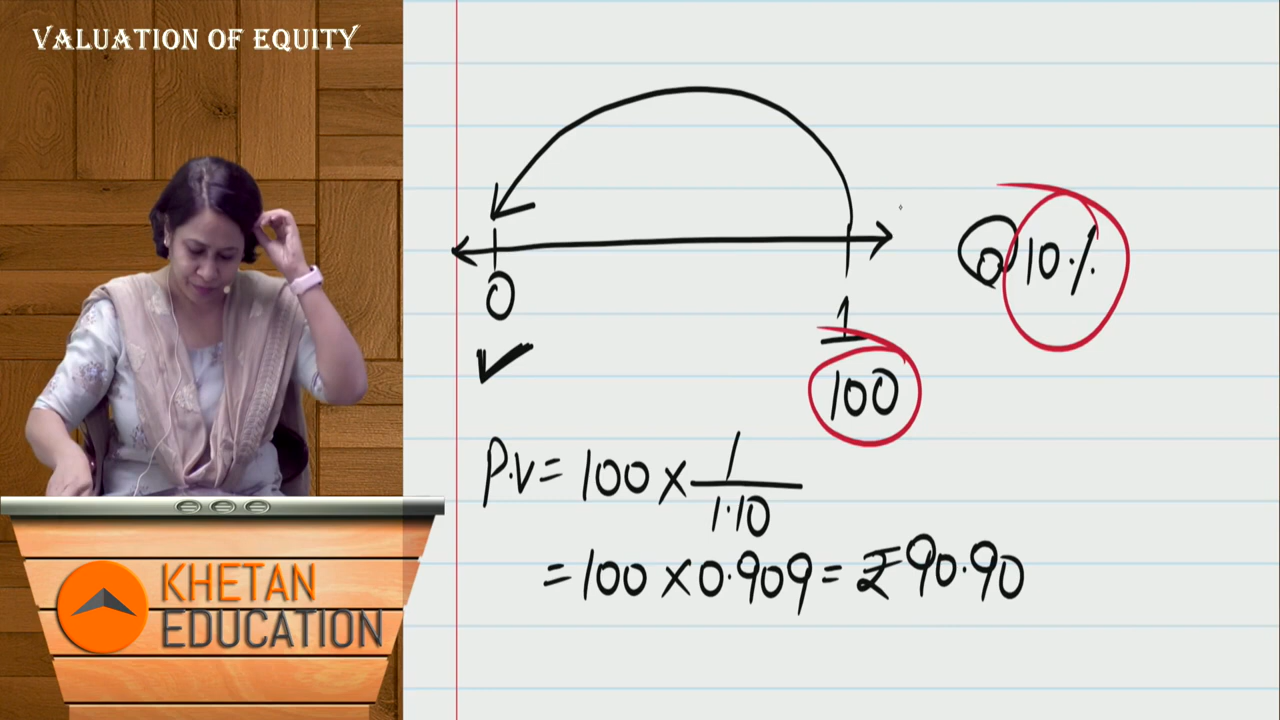 VALUATION OF EQUITY
0
1
100
@ 10%
P.V = 100 × 1/1.10
= 100 × 0.909 = ₹90.90
KHETAN
EDUCATION